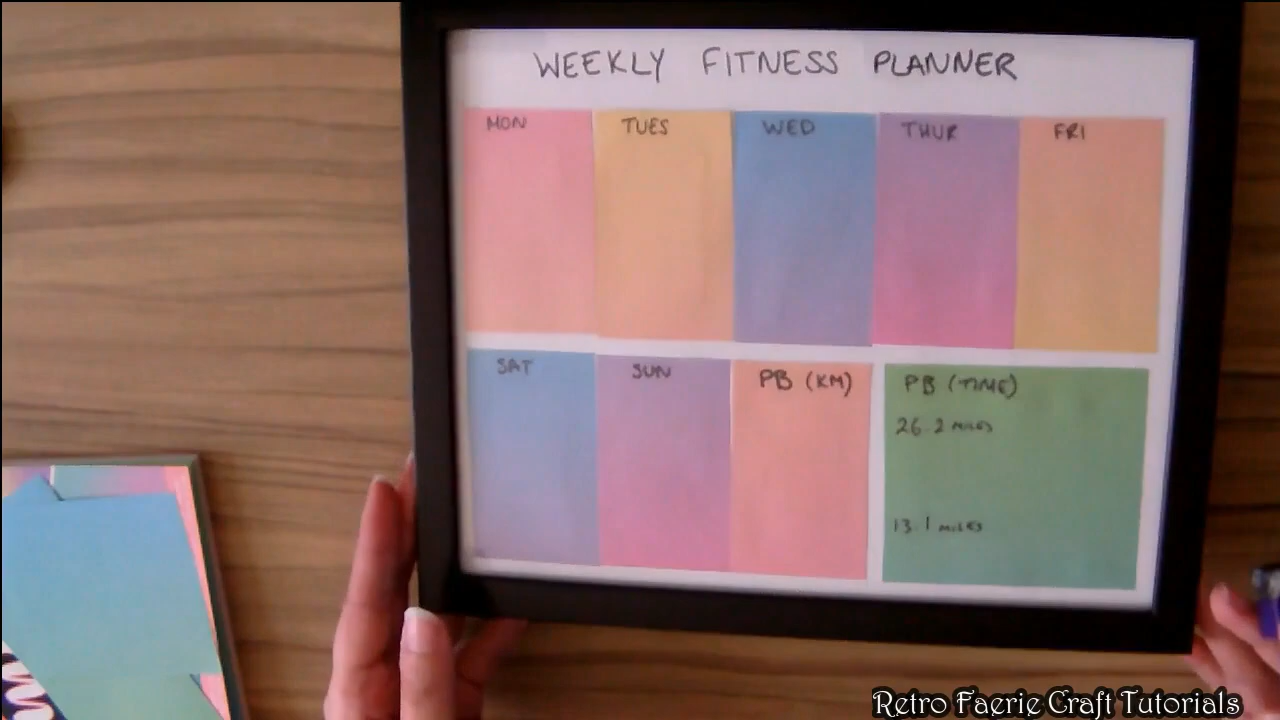 WEEKLY FITNESS PLANNER
MON TUES WED THUR FRI
SAT SUN PB (KM) PB (TIME)
26.2 MILES
13.1 MILES
Retro Faerie Craft Tutorials